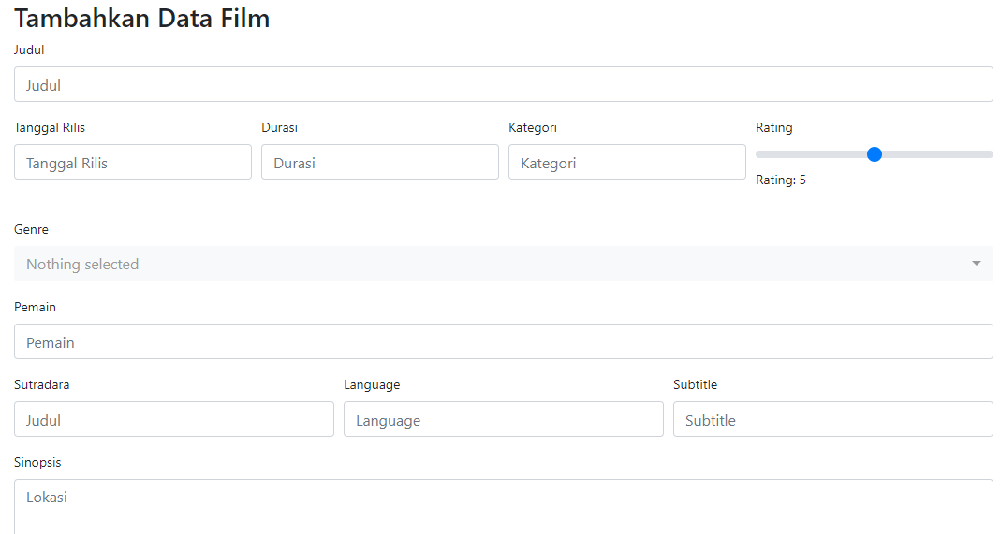 Tambahkan Data Film
Judul
Judul
Tanggal Rilis Durasi Kategori Rating
Tanggal Rilis Durasi Kategori
Rating: 5
Genre
Nothing selected
Pemain
Pemain
Sutradara Language Subtitle
Judul Language Subtitle
Sinopsis
Lokasi